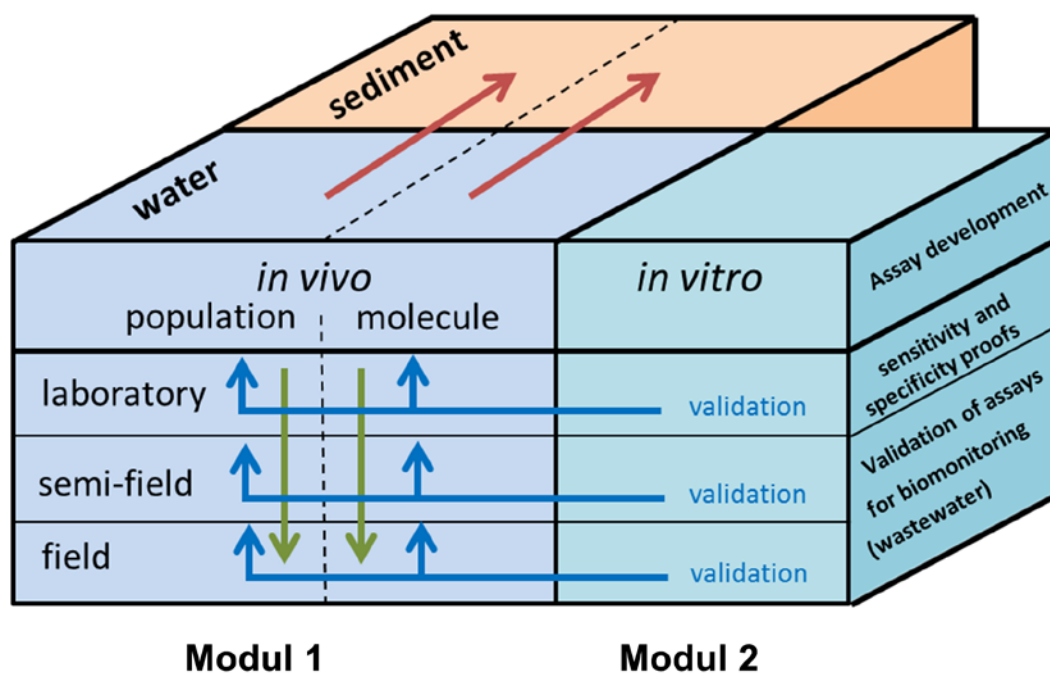 sediment
water
in vivo
in vitro
population
molecule
laboratory
validation
semi-field
validation
field
validation
Assay development
sensitivity and
specificity proofs
Validation of assays
for biomonitoring
(wastewater)
Modul 1
Modul 2